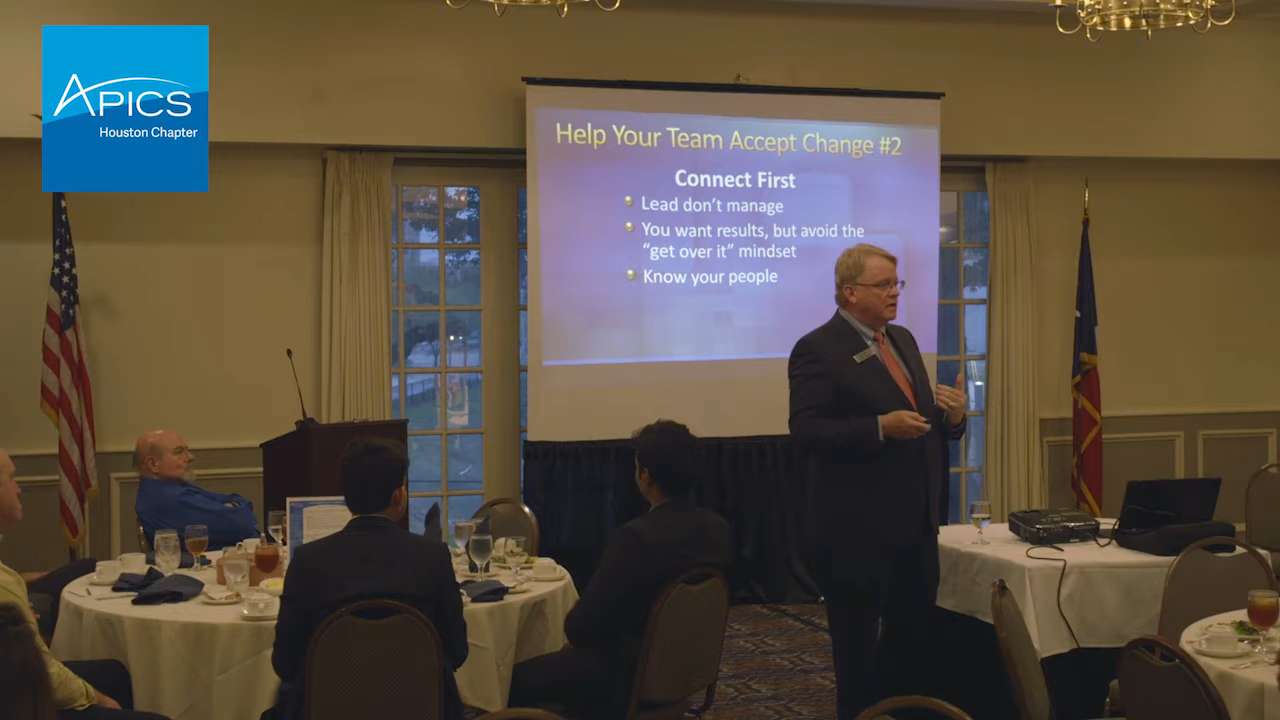 APICS
Houston Chapter
Help Your Team Accept Change #2
Connect First
Lead don't manage
You want results, but avoid the
"get over it" mindset
Know your people